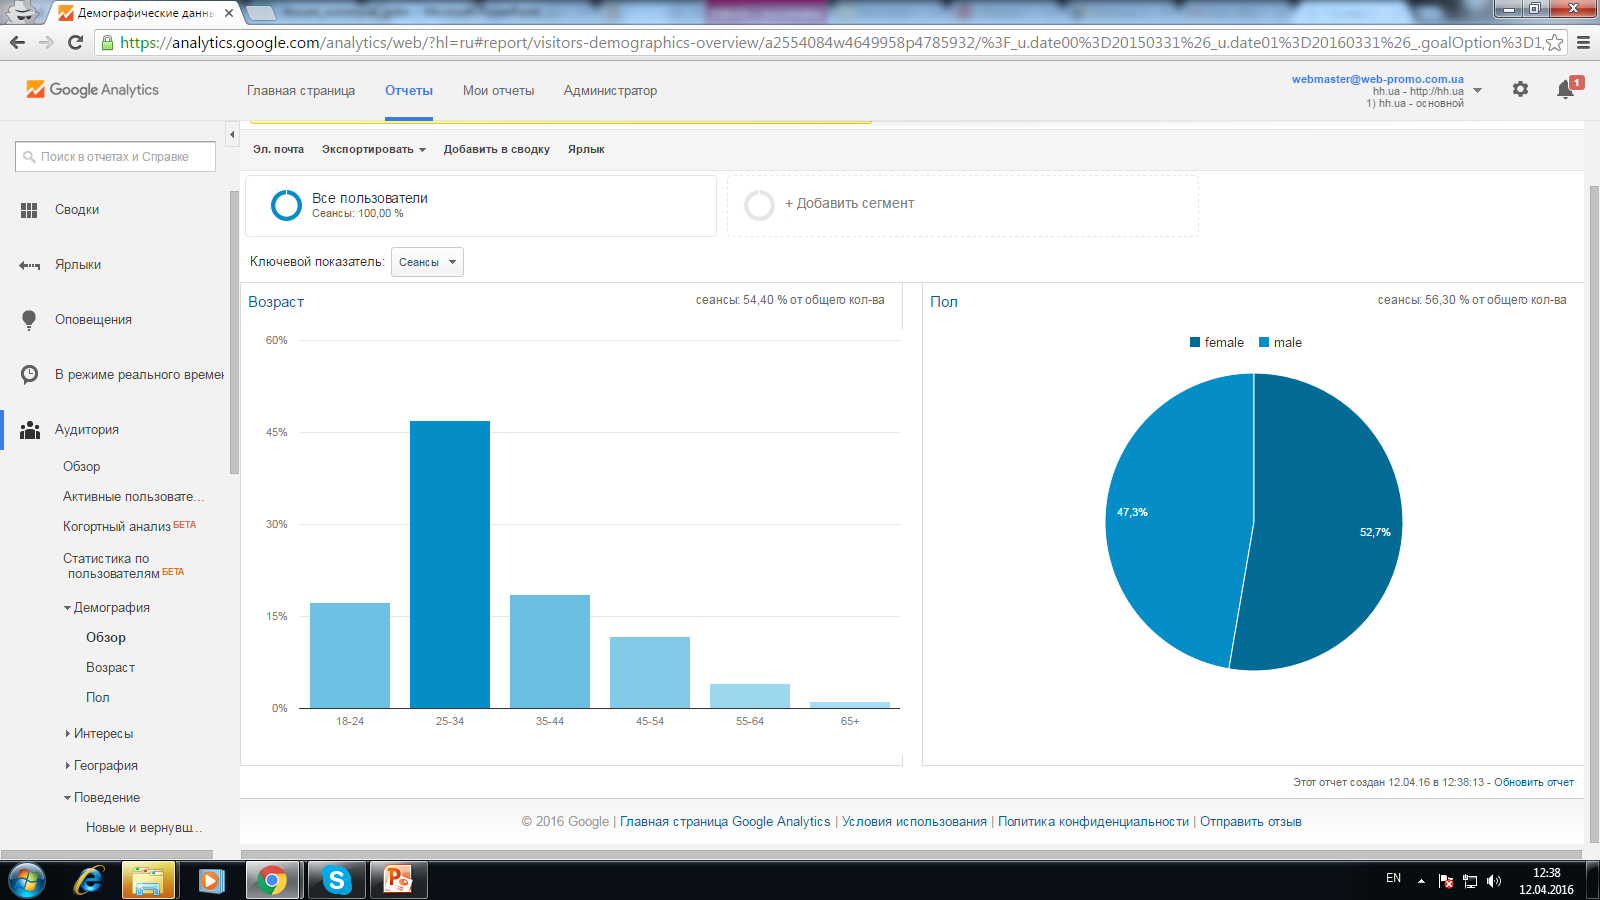 Демографические данны
https://analytics.google.com/analytics/web/?hl=ru#report/visitors-demographics-overview/a2554084w4649958p4785932/%3F_u.date00%3D20150331%26_u.date01%3D20160331%26_.goalOption%3D1
Google Analytics
Главная страница
Отчеты
Мои отчеты
Администратор
webmaster@web-promo.com.ua
hh.ua - http://hh.ua
1) hh.ua - основной
1
Поиск в отчетах и Справке
Сводки
Ярлыки
Оповещения
В режиме реального времен
Аудитория
Обзор
Активные пользовате...
Когортный анализ БЕТА
Статистика по
пользователям БЕТА
Демография
Обзор
Возраст
Пол
Интересы
География
Поведение
Новые и вернувш...
Эл. почта
Экспортировать
Добавить в сводку
Ярлык
Все пользователи
Сеансы: 100,00 %
+ Добавить сегмент
Ключевой показатель:
Сеансы
Возраст
сеансы: 54,40 % от общего кол-ва
60%
45%
30%
15%
0%
18-24
25-34
35-44
45-54
55-64
65+
Пол
сеансы: 56,30 % от общего кол-ва
female
male
47,3%
52,7%
Этот отчет создан 12.04.16 в 12:38:13 - Обновить отчет
© 2016 Google | Главная страница Google Analytics | Условия использования | Политика конфиденциальности | Отправить отзыв
EN
12:38
12.04.2016